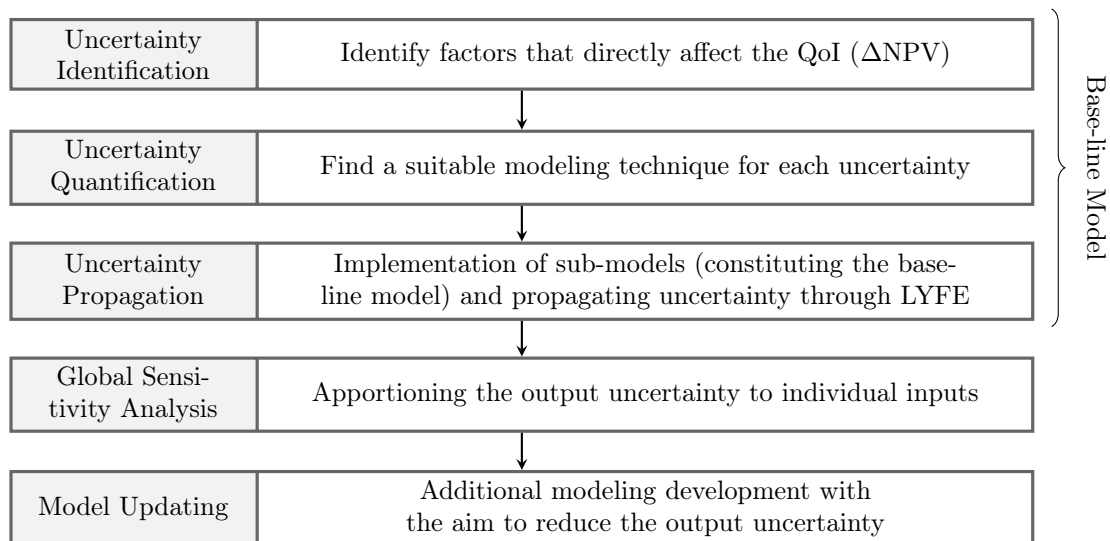 Uncertainty
Identification
Identify factors that directly affect the QoI (ΔNPV)
Uncertainty
Quantification
Find a suitable modeling technique for each uncertainty
Uncertainty
Propagation
Implementation of sub-models (constituting the base-
line model) and propagating uncertainty through LYFE
Global Sensi-
tivity Analysis
Apportioning the output uncertainty to individual inputs
Model Updating
Additional modeling development with
the aim to reduce the output uncertainty
Base-line Model